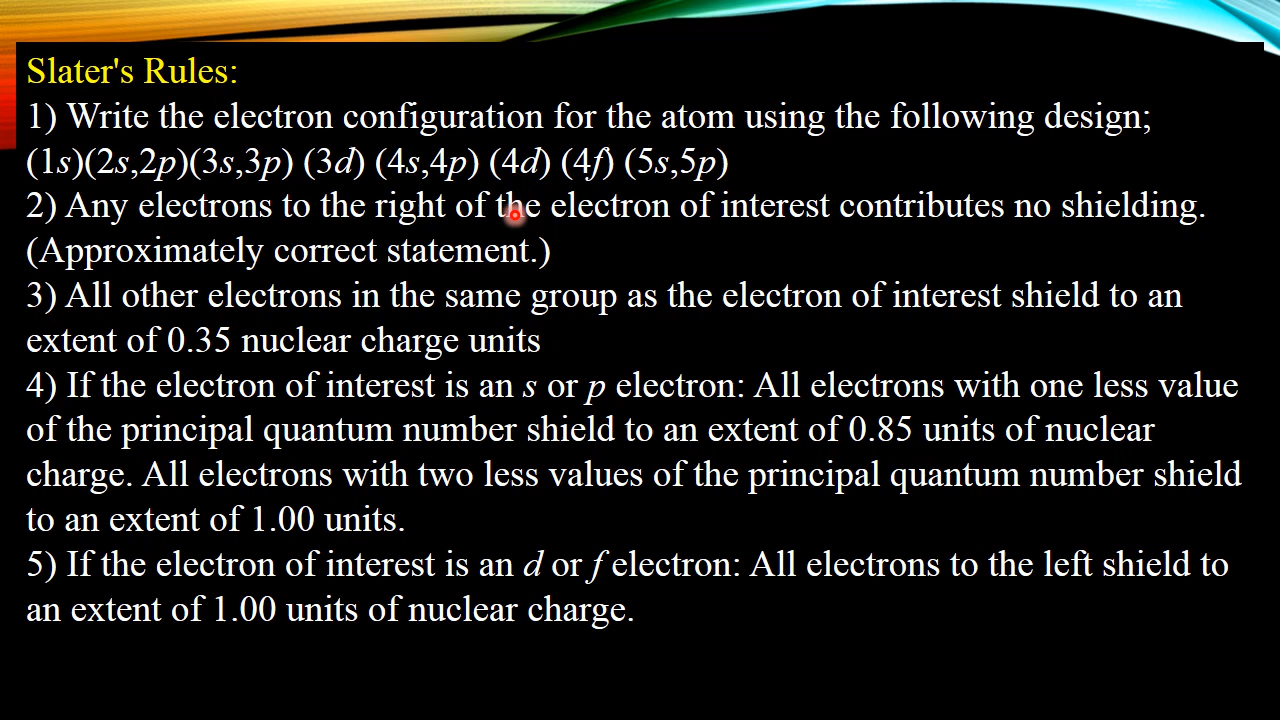 Slater's Rules:
1) Write the electron configuration for the atom using the following design;
(1s)(2s,2p)(3s,3p) (3d) (4s,4p) (4d) (4f) (5s,5p)
2) Any electrons to the right of the electron of interest contributes no shielding.
(Approximately correct statement.)
3) All other electrons in the same group as the electron of interest shield to an
extent of 0.35 nuclear charge units
4) If the electron of interest is an s or p electron: All electrons with one less value
of the principal quantum number shield to an extent of 0.85 units of nuclear
charge. All electrons with two less values of the principal quantum number shield
to an extent of 1.00 units.
5) If the electron of interest is an d or f electron: All electrons to the left shield to
an extent of 1.00 units of nuclear charge.